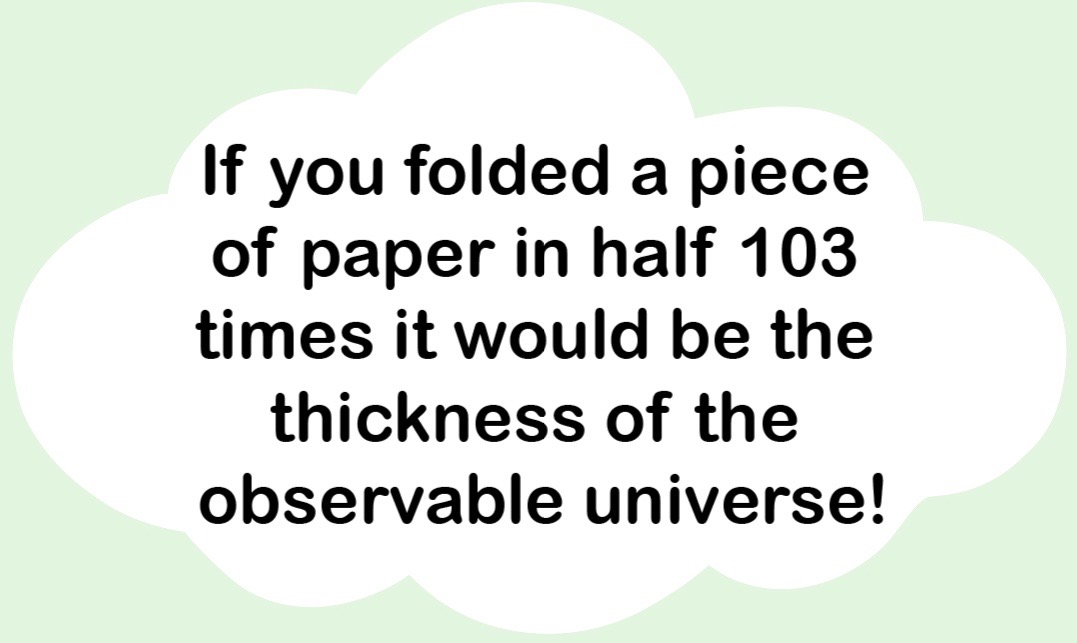 If you folded a piece
of paper in half 103
times it would be the
thickness of the
observable universe!